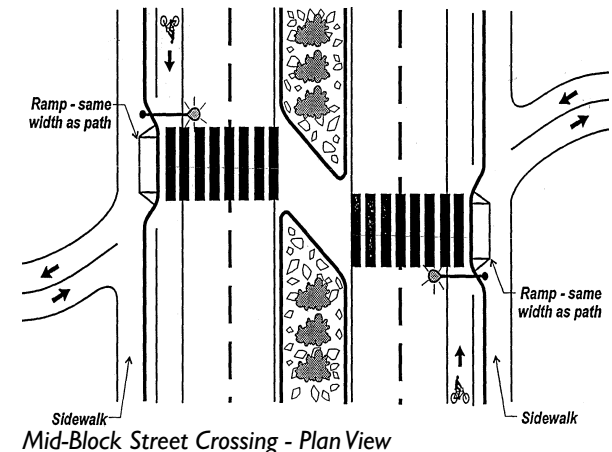 Ramp - same
width as path
Ramp - same
width as path
Sidewalk
Sidewalk
Mid-Block Street Crossing - Plan View